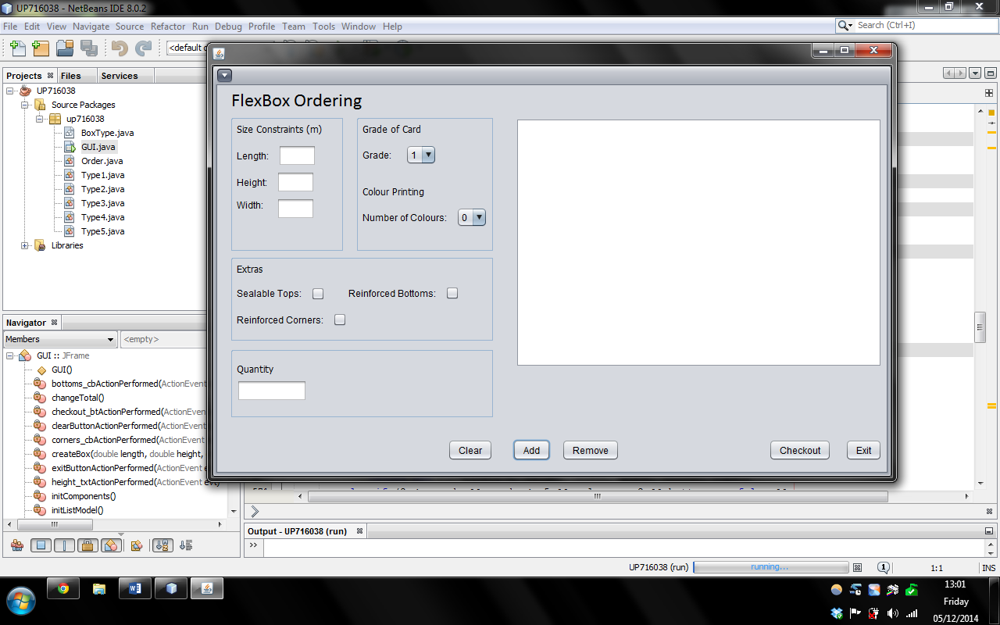 UP716038 - NetBeans IDE 8.0.2
File Edit View Navigate Source Refactor Run Debug Profile Team Tools Window Help
Search (Ctrl+I)
<default c
Projects Files Services
UP716038
Source Packages
up716038
BoxType.java
GUI.java
Order.java
Type1.java
Type2.java
Type3.java
Type4.java
Type5.java
Libraries
Navigator
Members <empty>
GUI :: JFrame
GUI()
bottoms_cbActionPerformed(ActionEvent
changeTotal()
checkout_btActionPerformed(ActionEvent
clearButtonActionPerformed(ActionEvent
corners_cbActionPerformed(ActionEvent
createBox(double length, double height,
exitButtonActionPerformed(ActionEvent e
height_txtActionPerformed(ActionEvent evt)
initComponents()
initListModel()
FlexBox Ordering
Size Constraints (m)
Length:
Height:
Width:
Grade of Card
Grade: 1
Colour Printing
Number of Colours: 0
Extras
Sealable Tops: Reinforced Bottoms:
Reinforced Corners:
Quantity
Clear Add Remove Checkout Exit
Output - UP716038 (run)
>>
UP716038 (run) running... 1 1:1 INS
13:01
Friday
05/12/2014